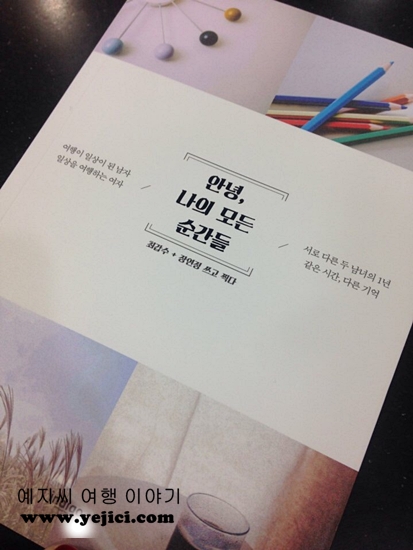 여행이 일상이 된 남자
일상을 여행하는 여자
안녕,
나의 모든
순간들
최갑수 + 장연정 쓰고 찍다
서로 다른 두 남녀의 1년
같은 시간, 다른 기억
예지씨 여행 이야기
www.yejici.com